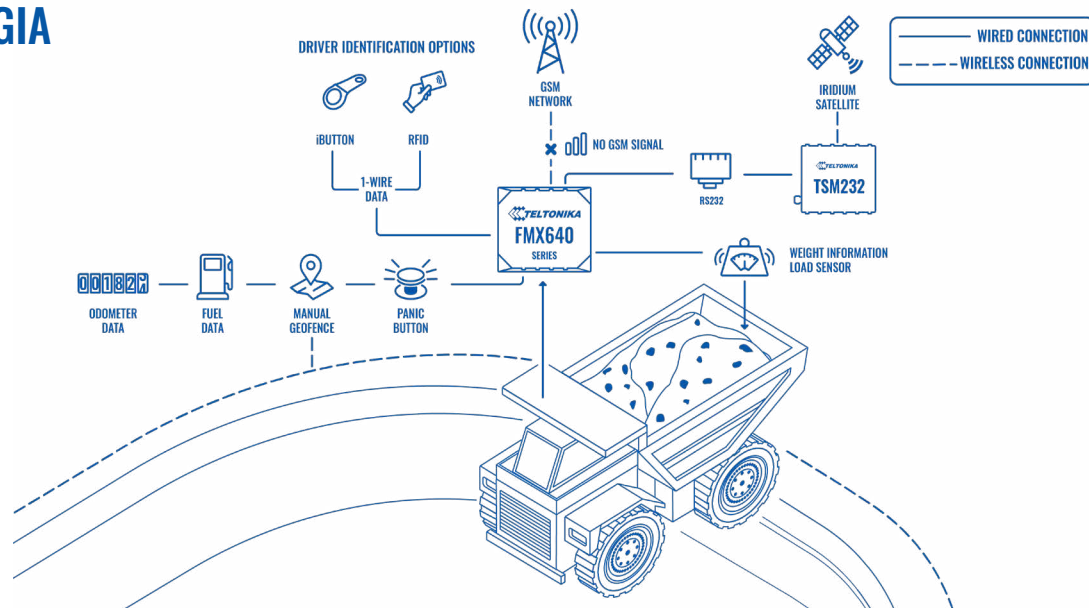 GIA
DRIVER IDENTIFICATION OPTIONS
iBUTTON
RFID
1-WIRE
DATA
GSM
NETWORK
NO GSM SIGNAL
IRIDIUM
SATELLITE
WIRED CONNECTION
WIRELESS CONNECTION
RS232
TELTONIKA
TSM232
TELTONIKA
FMX640
SERIES
WEIGHT INFORMATION
LOAD SENSOR
ODOMETER
DATA
FUEL
DATA
MANUAL
GEOFENCE
PANIC
BUTTON